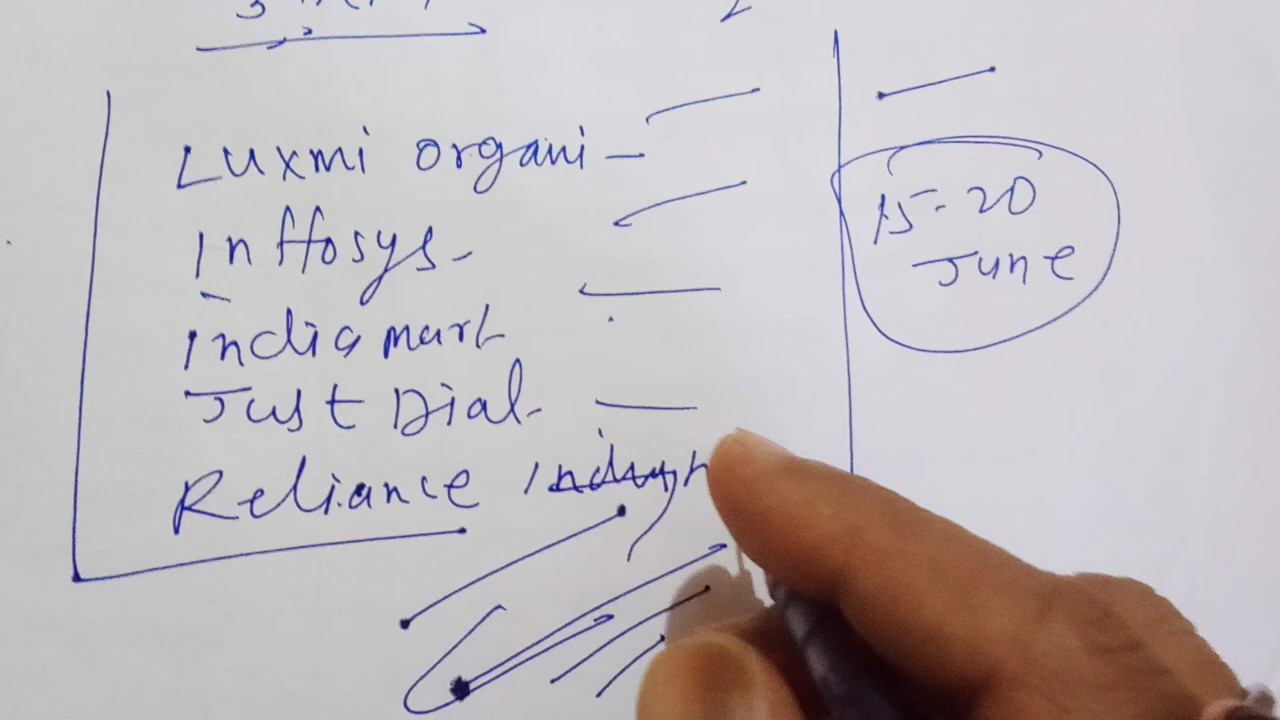 Luxmi organi -
Inffosys -
Indiamart
Just Dial -
Reliance
15-20
June